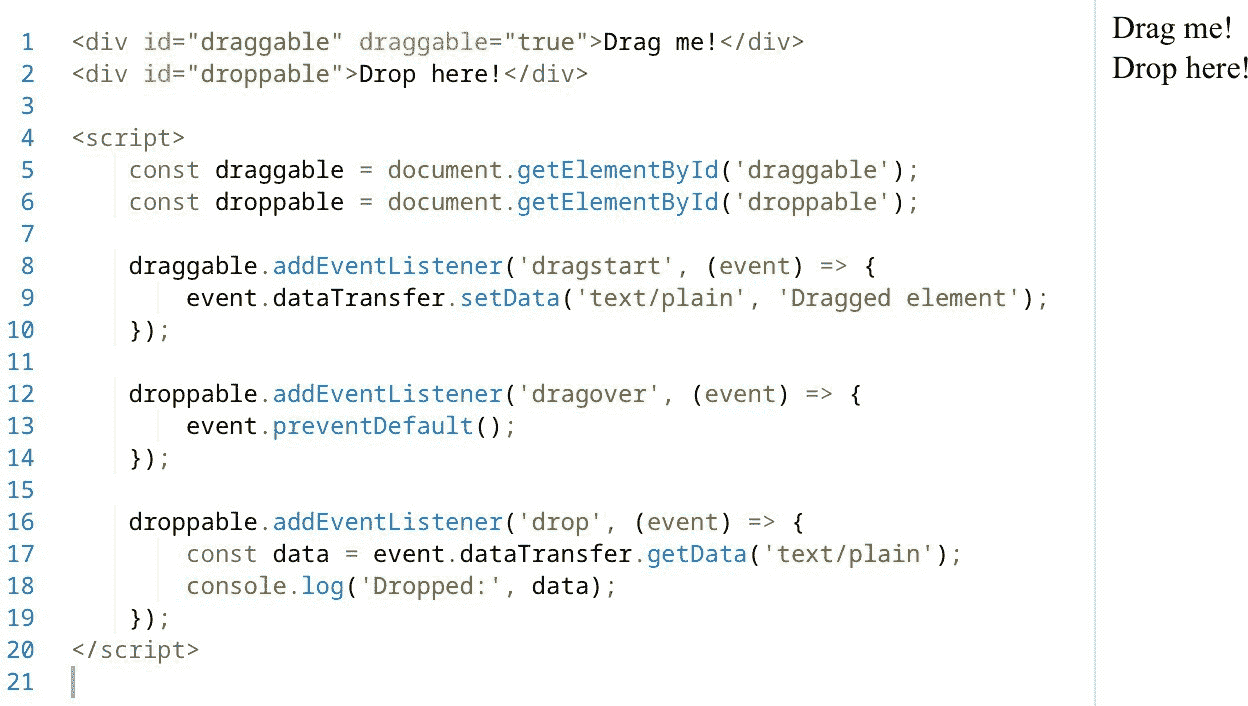 1 <div id="draggable" draggable="true">Drag me!</div>
2 <div id="droppable">Drop here!</div>
3
4 <script>
5     const draggable = document.getElementById('draggable');
6     const droppable = document.getElementById('droppable');
7
8     draggable.addEventListener('dragstart', (event) => {
9         event.dataTransfer.setData('text/plain', 'Dragged element');
10     });
11
12     droppable.addEventListener('dragover', (event) => {
13         event.preventDefault();
14     });
15
16     droppable.addEventListener('drop', (event) => {
17         const data = event.dataTransfer.getData('text/plain');
18         console.log('Dropped:', data);
19     });
20 </script>
21
Drag me!
Drop here!